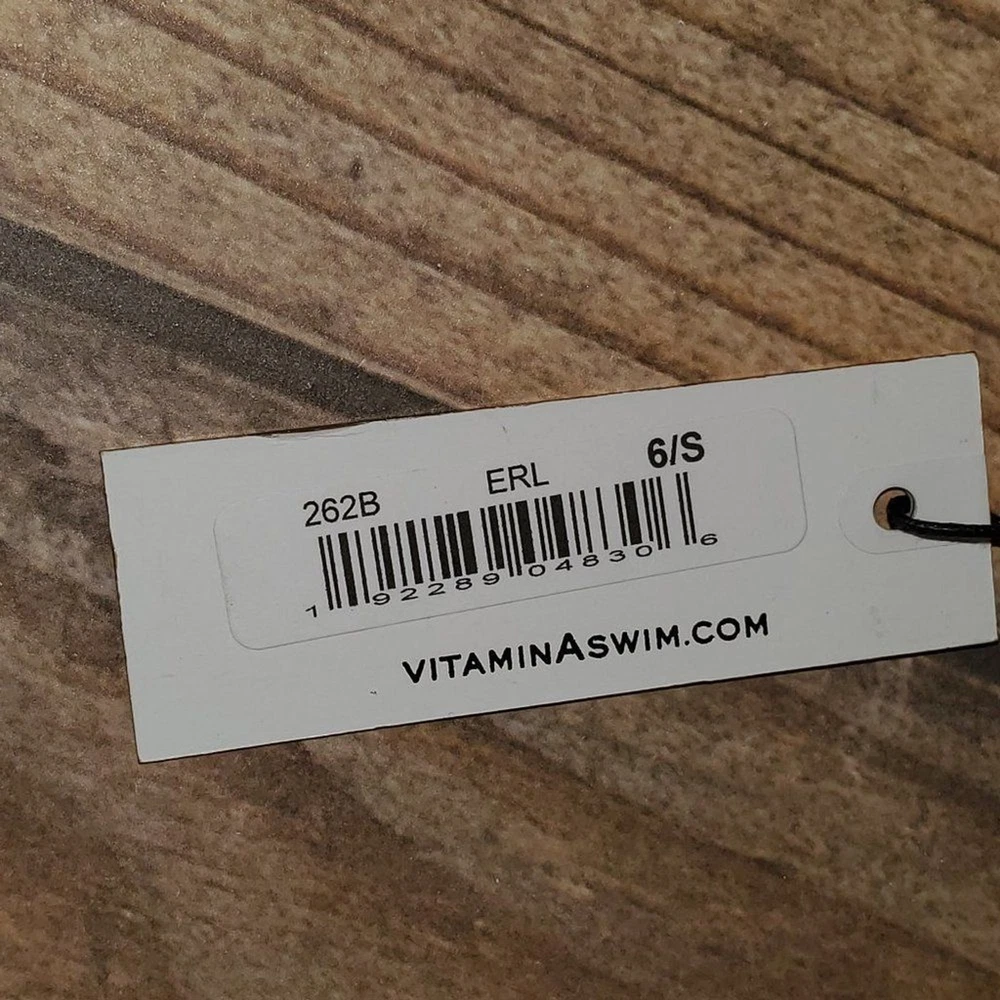 262B ERL 6/S
1 92289 04830 6
VITAMINASWIM.COM